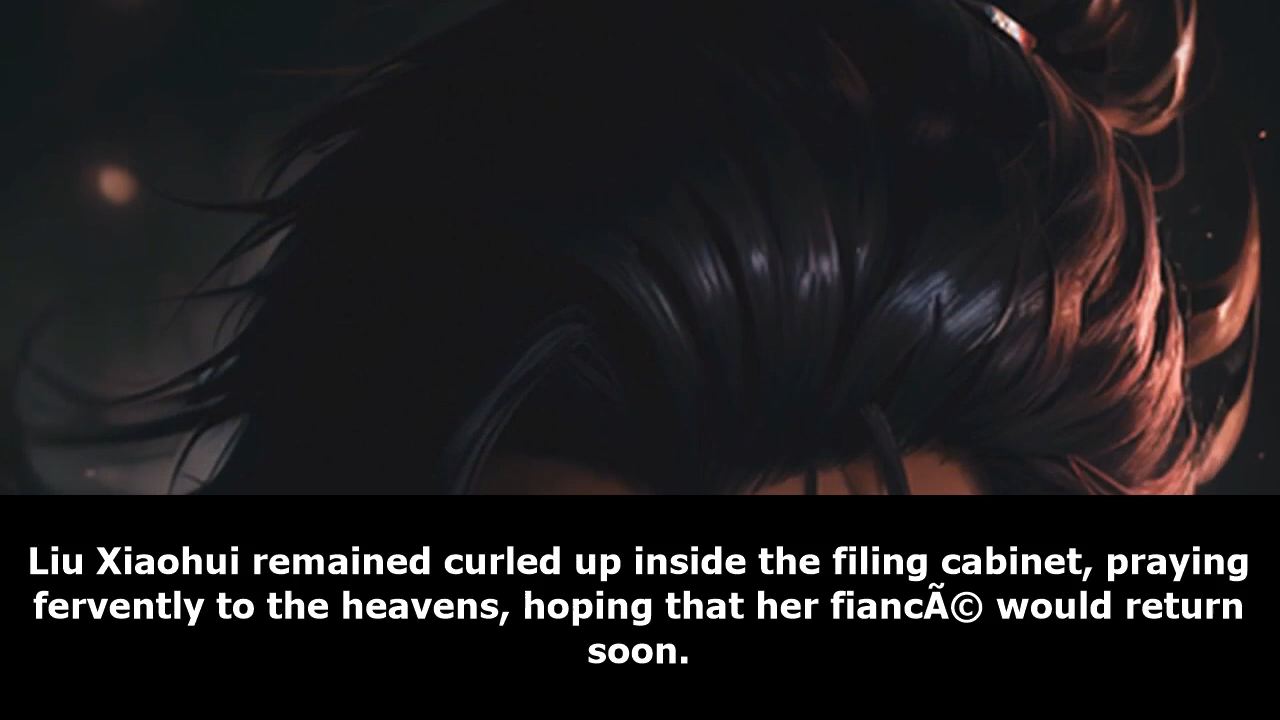 Liu Xiaohui remained curled up inside the filing cabinet, praying
fervently to the heavens, hoping that her fiancÃ© would return
soon.